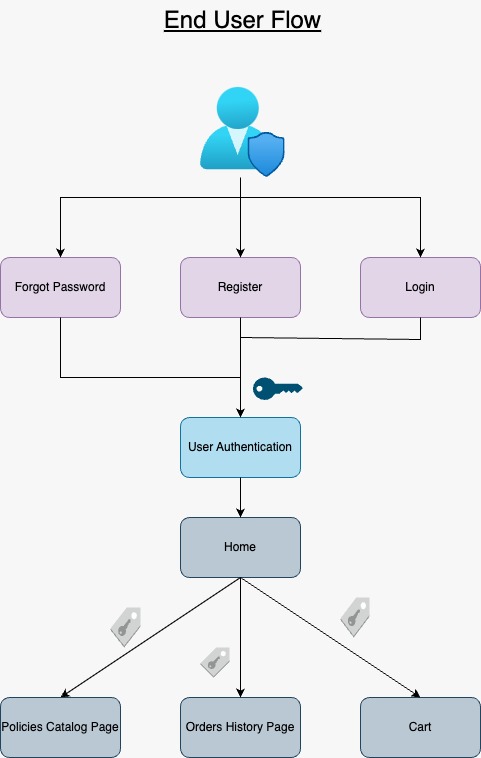 End User Flow
Forgot Password
Register
Login
User Authentication
Home
Policies Catalog Page
Orders History Page
Cart